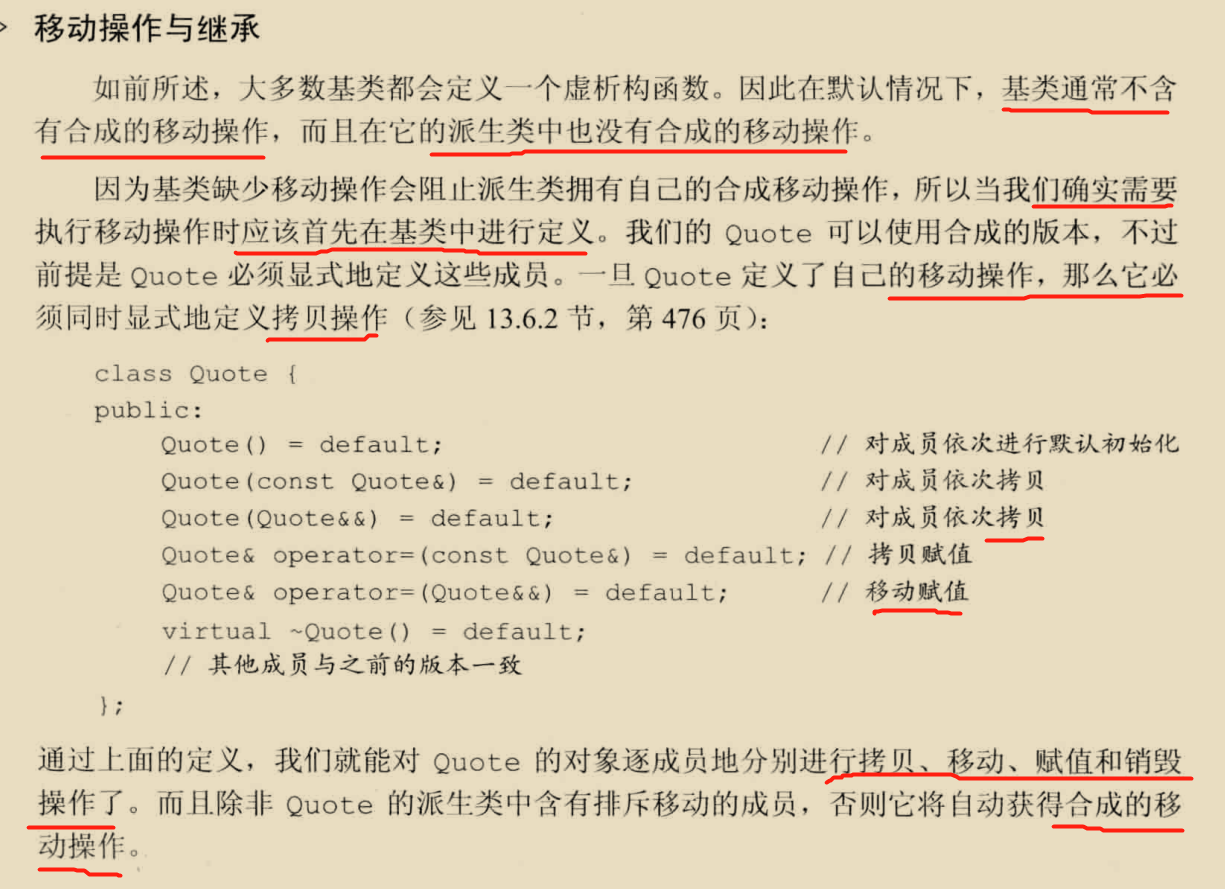 移动操作与继承
如前所述，大多数基类都会定义一个虚析构函数。因此在默认情况下，基类通常不含
有合成的移动操作，而且在它的派生类中也没有合成的移动操作。
因为基类缺少移动操作会阻止派生类拥有自己的合成移动操作，所以当我们确实需要
执行移动操作时应该首先在基类中进行定义。我们的 Quote 可以使用合成的版本，不过
前提是 Quote 必须显式地定义这些成员。一旦 Quote 定义了自己的移动操作，那么它必
须同时显式地定义拷贝操作（参见 13.6.2 节，第 476 页）：
class Quote {
public:
Quote() = default; // 对成员依次进行默认初始化
Quote(const Quote&) = default; // 对成员依次拷贝
Quote(Quote&&) = default; // 对成员依次拷贝
Quote& operator=(const Quote&) = default; // 拷贝赋值
Quote& operator=(Quote&&) = default; // 移动赋值
virtual ~Quote() = default;
// 其他成员与之前的版本一致
};
通过上面的定义，我们就能对 Quote 的对象逐成员地分别进行拷贝、移动、赋值和销毁
操作了。而且除非 Quote 的派生类中含有排斥移动的成员，否则它将自动获得合成的移
动操作。